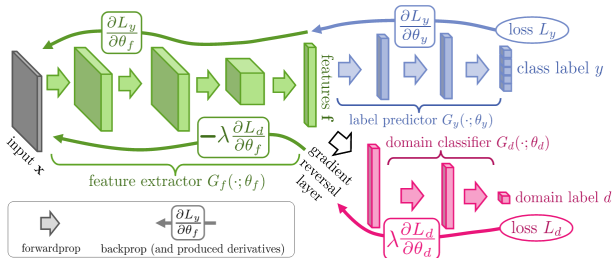 ∂L_y/∂θ_f
∂L_y/∂θ_y
loss L_y
features f
class label y
label predictor G_y(·; θ_y)
input x
−λ ∂L_d/∂θ_f
domain classifier G_d(·; θ_d)
gradient
reversal
layer
feature extractor G_f(·; θ_f)
domain label d
λ ∂L_d/∂θ_d
loss L_d
∂L_y/∂θ_f
forwardprop
backprop (and produced derivatives)